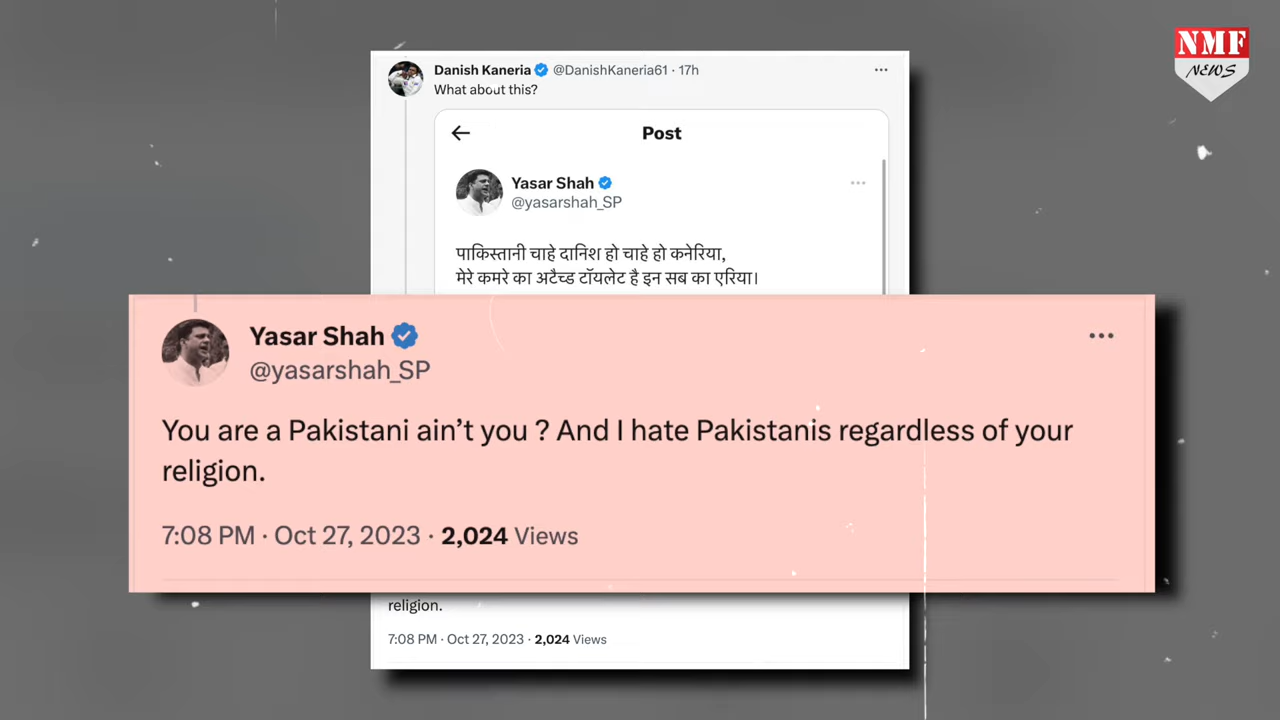 NMF
NEWS
Danish Kaneria @DanishKaneria61 · 17h
What about this?
Post
Yasar Shah
@yasarshah_SP
पाकिस्तानी चाहे दानिश हो चाहे हो कनेरिया,
मेरे कमरे का अटैच्ड टॉयलेट है इन सब का एरिया।
Yasar Shah
@yasarshah_SP
You are a Pakistani ain’t you ? And I hate Pakistanis regardless of your
religion.
7:08 PM · Oct 27, 2023 · 2,024 Views
religion.
7:08 PM · Oct 27, 2023 · 2,024 Views